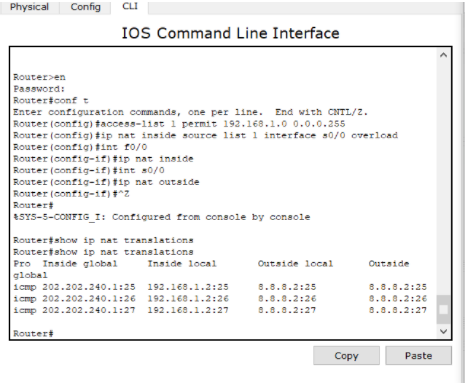 Physical Config CLI
IOS Command Line Interface
Router>en
Password:
Router#conf t
Enter configuration commands, one per line. End with CNTL/Z.
Router(config)#access-list 1 permit 192.168.1.0 0.0.0.255
Router(config)#ip nat inside source list 1 interface s0/0 overload
Router(config)#int f0/0
Router(config-if)#ip nat inside
Router(config-if)#int s0/0
Router(config-if)#ip nat outside
Router(config-if)#^Z
Router#
%SYS-5-CONFIG_I: Configured from console by console
Router#show ip nat translations
Router#show ip nat translations
Pro Inside global Inside local Outside local Outside
global
icmp 202.202.240.1:25 192.168.1.2:25 8.8.8.2:25 8.8.8.2:25
icmp 202.202.240.1:26 192.168.1.2:26 8.8.8.2:26 8.8.8.2:26
icmp 202.202.240.1:27 192.168.1.2:27 8.8.8.2:27 8.8.8.2:27
Router#
Copy Paste